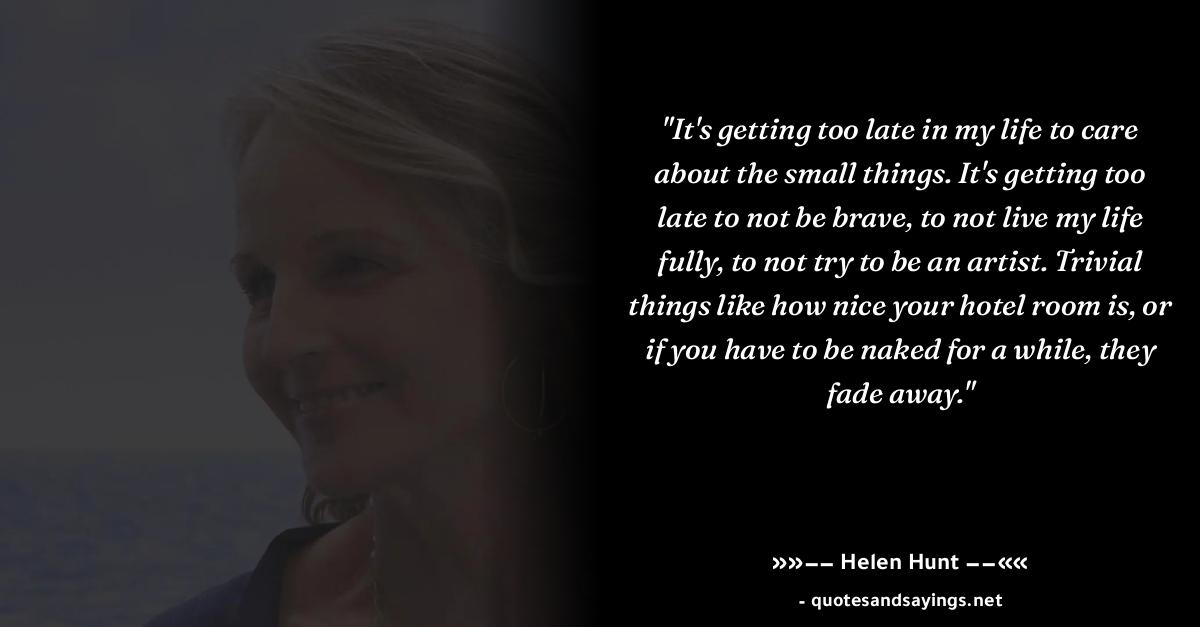 "It's getting too late in my life to care
about the small things. It's getting too
late to not be brave, to not live my life
fully, to not try to be an artist. Trivial
things like how nice your hotel room is, or
if you have to be naked for a while, they
fade away."
»»−− Helen Hunt −−««
- quotesandsayings.net